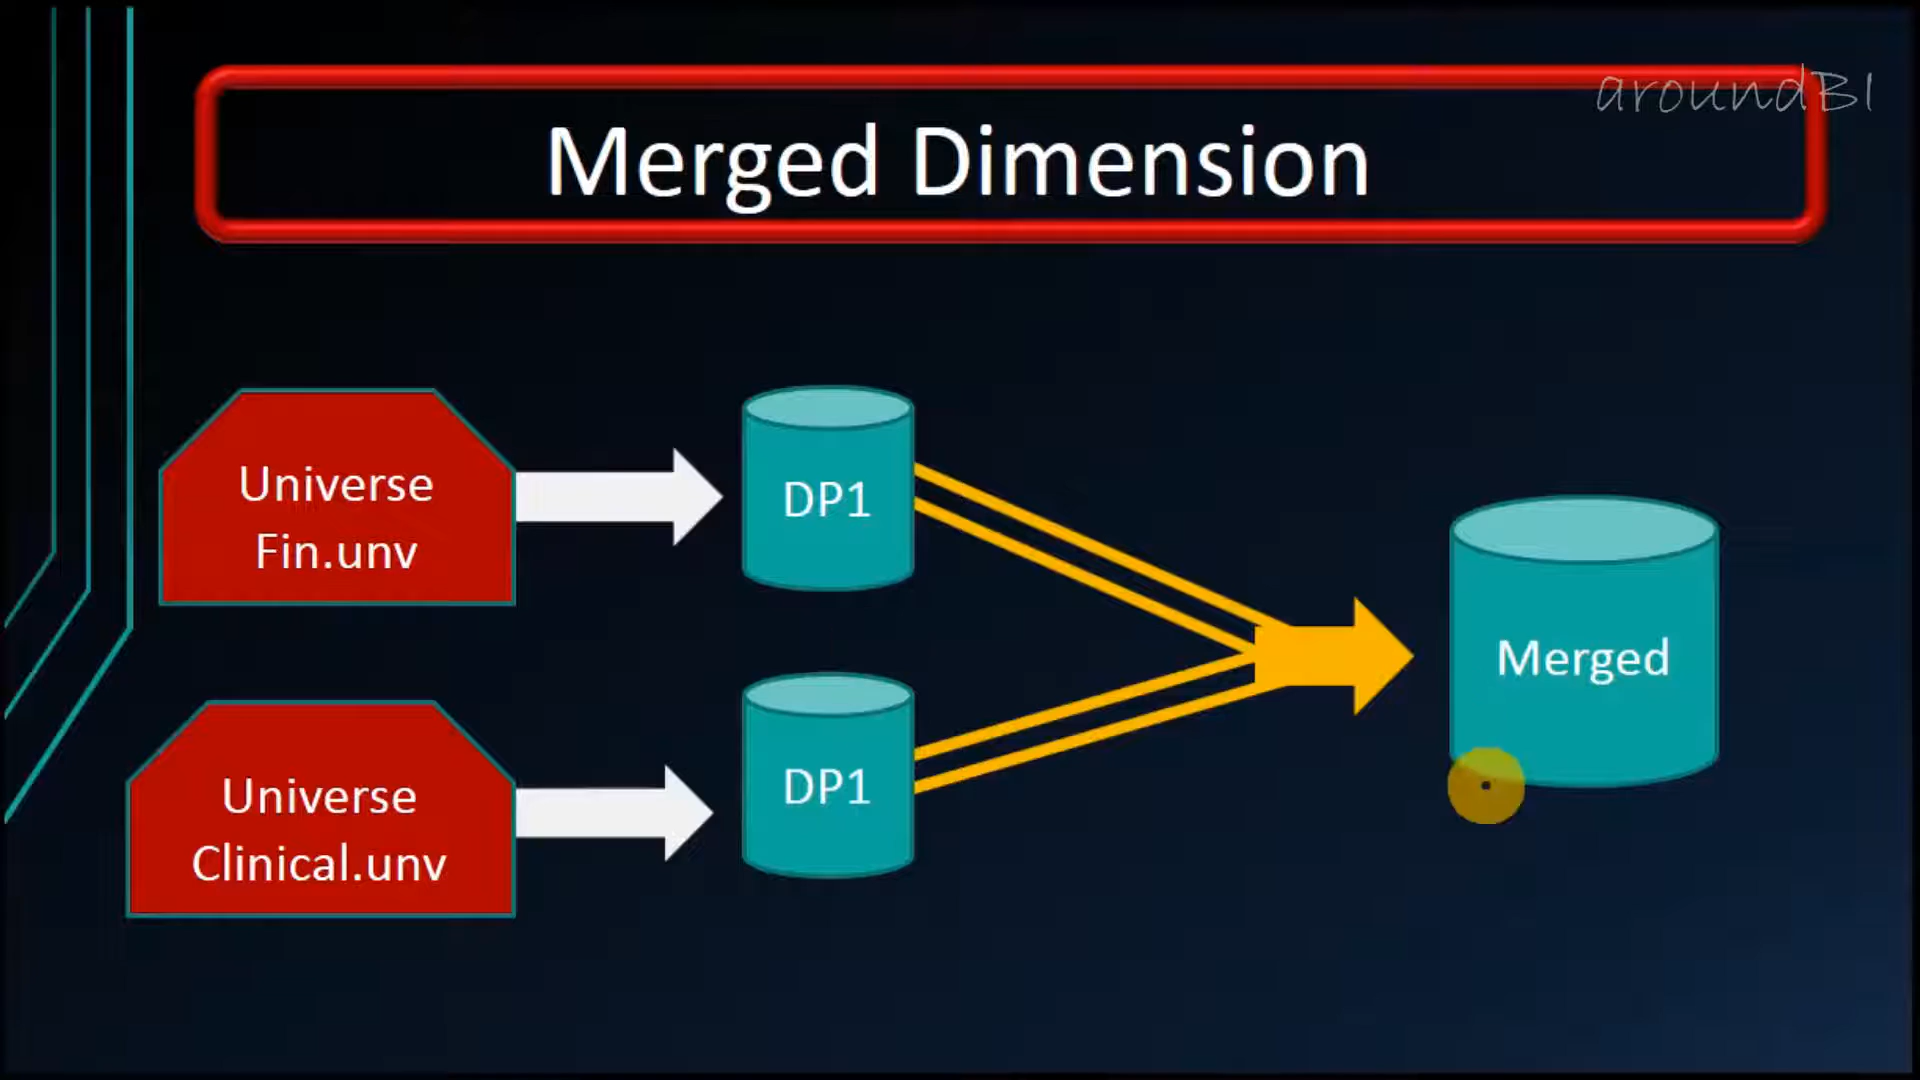 aroundBI
Merged Dimension
Universe
Fin.unv
DP1
Merged
Universe
Clinical.unv
DP1